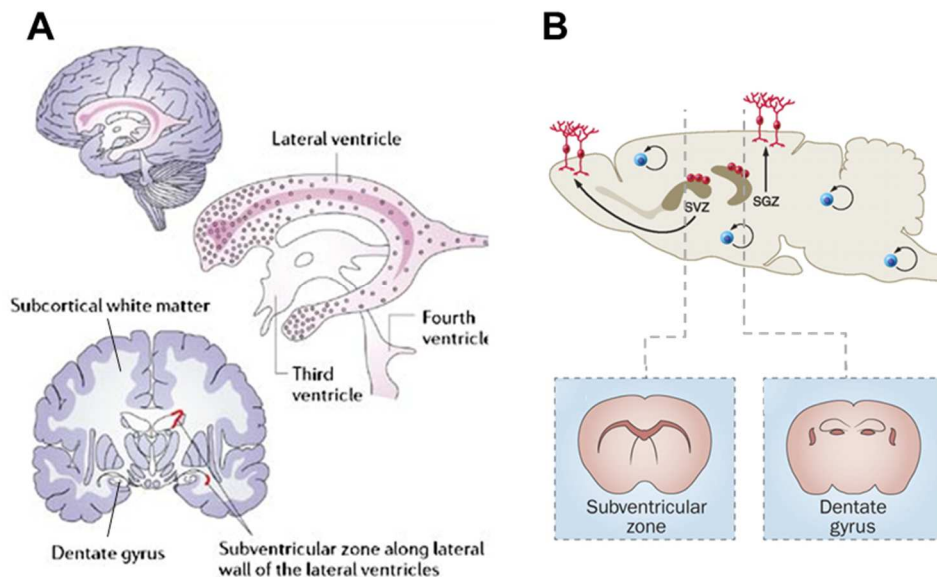 A
Lateral ventricle
Subcortical white matter
Fourth
Third
ventricle
Dentate gyrus
Subventricular zone along lateral
wall of the lateral ventricles
B
SVZ
SGZ
Subventricular
zone
Dentate
gyrus